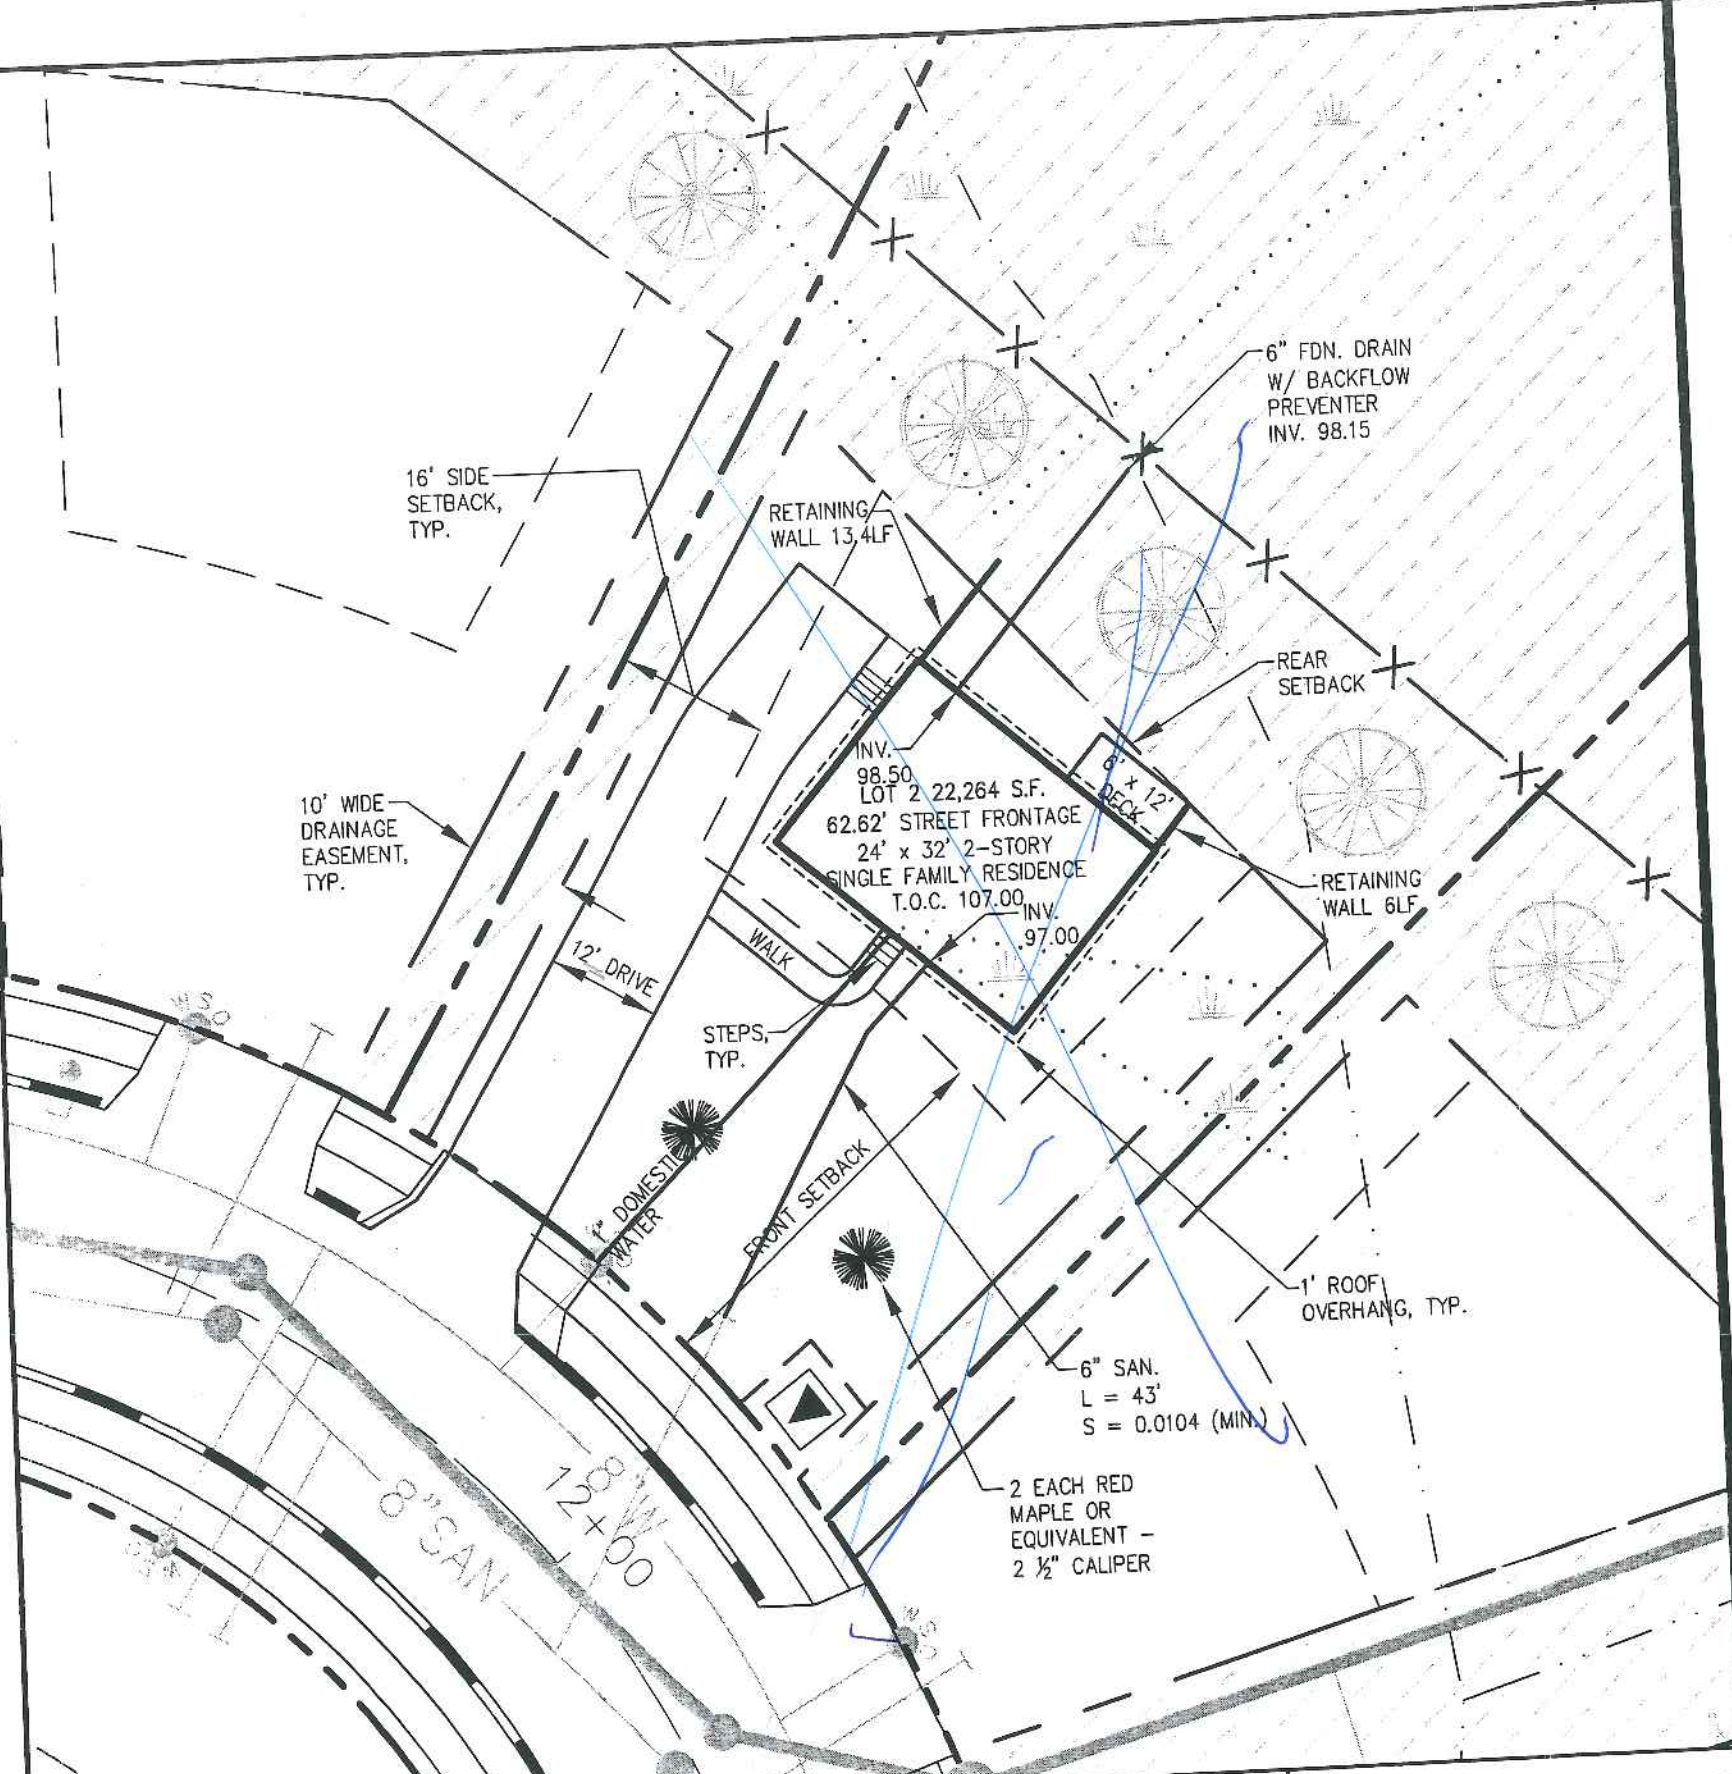 6" FDN. DRAIN
W/ BACKFLOW
PREVENTER
INV. 98.15
16' SIDE
SETBACK,
TYP.
RETAINING
WALL 13.4LF
REAR
SETBACK
INV.
98.50
6' x 12'
DECK
LOT 2 22,264 S.F.
62.62' STREET FRONTAGE
24' x 32' 2-STORY
SINGLE FAMILY RESIDENCE
T.O.C. 107.00
INV.
97.00
10' WIDE
DRAINAGE
EASEMENT,
TYP.
RETAINING
WALL 6LF
WALK
12' DRIVE
STEPS,
TYP.
1" DOMESTIC
WATER
FRONT SETBACK
1' ROOF
OVERHANG, TYP.
6" SAN.
L = 43'
S = 0.0104 (MIN.)
2 EACH RED
MAPLE OR
EQUIVALENT -
2 ½" CALIPER
8" W
12+00
8" SAN